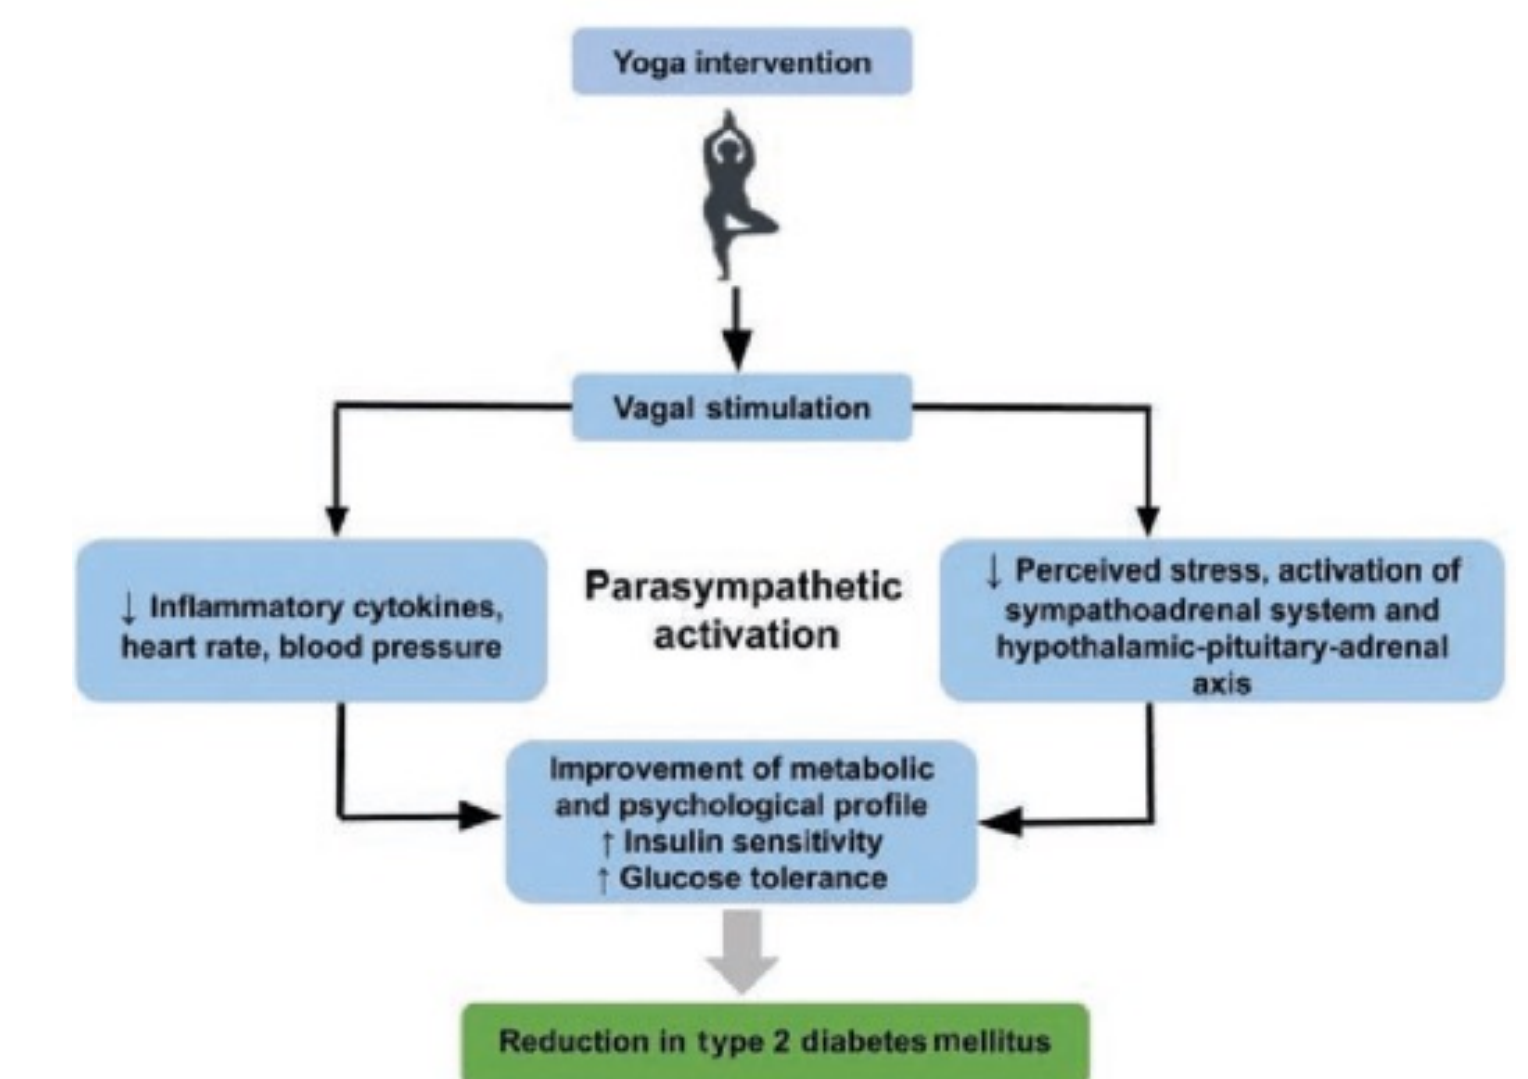 Yoga intervention
Vagal stimulation
↓ Inflammatory cytokines,
heart rate, blood pressure
Parasympathetic
activation
↓ Perceived stress, activation of
sympathoadrenal system and
hypothalamic-pituitary-adrenal
axis
Improvement of metabolic
and psychological profile
↑ Insulin sensitivity
↑ Glucose tolerance
Reduction in type 2 diabetes mellitus